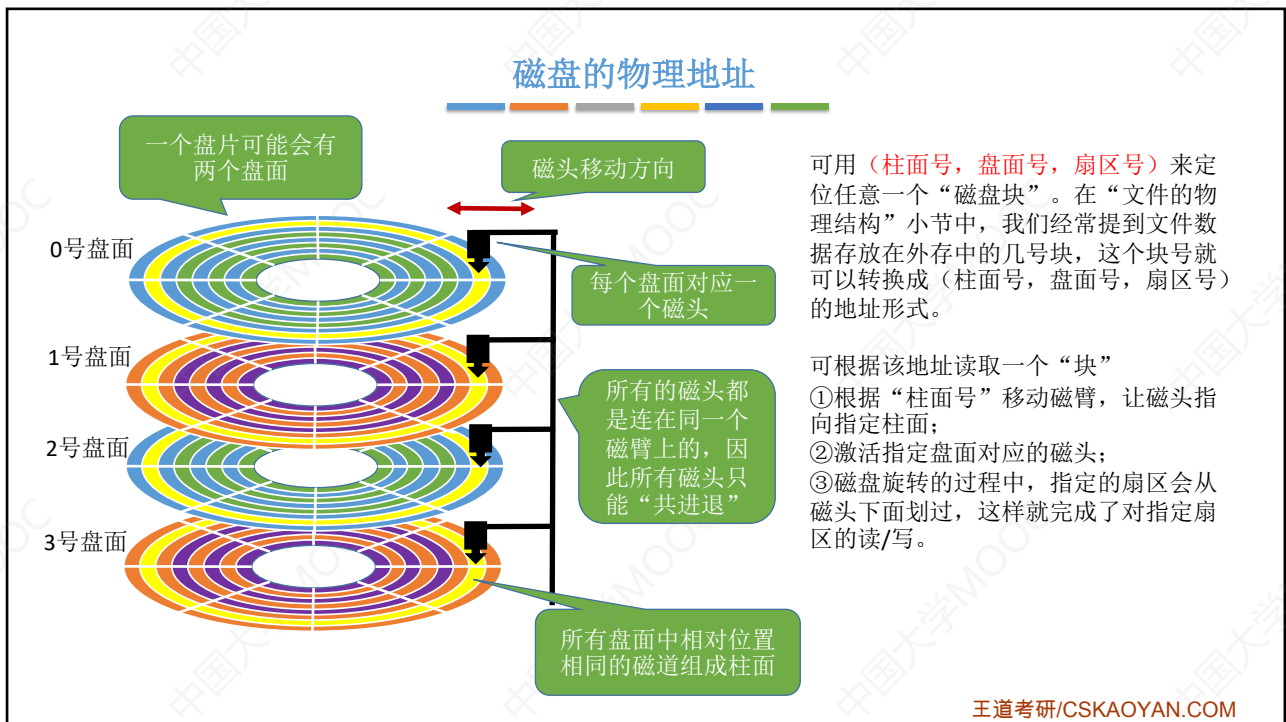 磁盘的物理地址
一个盘片可能会有
两个盘面
磁头移动方向
0号盘面
每个盘面对应一
个磁头
1号盘面
所有的磁头都
是连在同一个
磁臂上的，因
此所有磁头只
能“共进退”
2号盘面
3号盘面
所有盘面中相对位置
相同的磁道组成柱面
可用（柱面号，盘面号，扇区号）来定
位任意一个“磁盘块”。在“文件的物
理结构”小节中，我们经常提到文件数
据存放在外存中的几号块，这个块号就
可以转换成（柱面号，盘面号，扇区号）
的地址形式。
可根据该地址读取一个“块”
①根据“柱面号”移动磁臂，让磁头指
向指定柱面；
②激活指定盘面对应的磁头；
③磁盘旋转的过程中，指定的扇区会从
磁头下面划过，这样就完成了对指定扇
区的读/写。
王道考研/CSKAOYAN.COM
中国大学MOOC